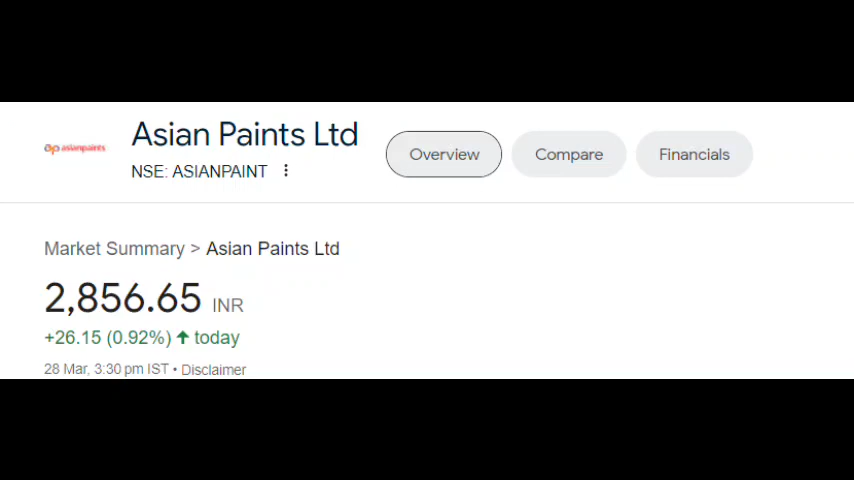 Asian Paints Ltd
asianpaints
NSE: ASIANPAINT
Overview
Compare
Financials
Market Summary > Asian Paints Ltd
2,856.65 INR
+26.15 (0.92%) ↑ today
28 Mar, 3:30 pm IST • Disclaimer